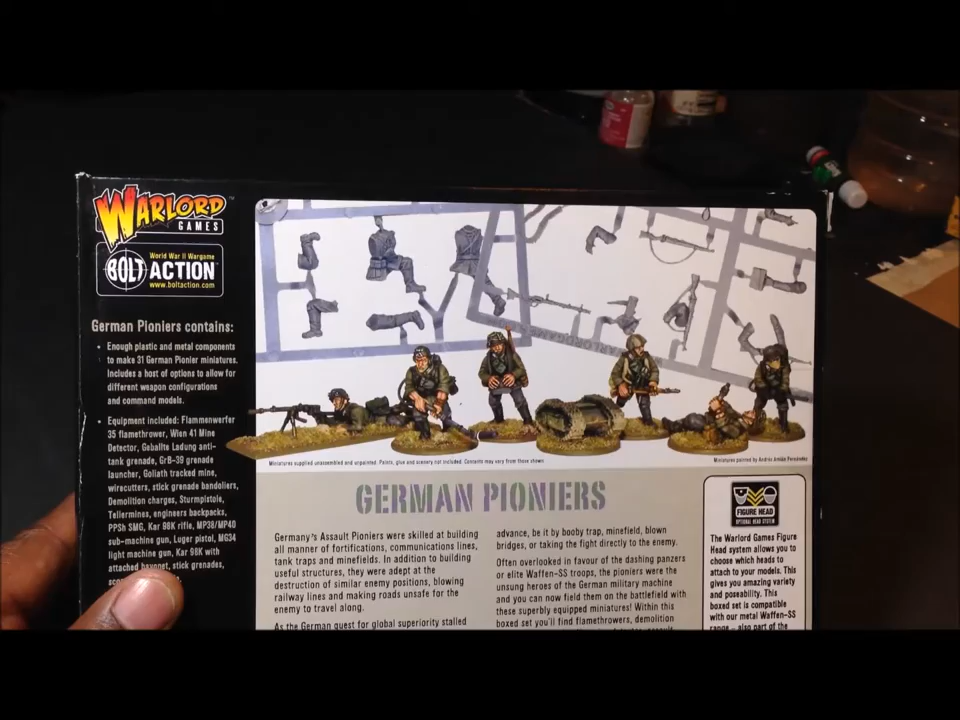 WARLORD
GAMES
World War II Wargame
BOLT ACTION
www.boltaction.com
German Pioniers contains:
• Enough plastic and metal components
to make 31 German Pionier miniatures.
Includes a host of options to allow for
different weapon configurations
and command models.
• Equipment included: Flammenwerfer
35 flamethrower, Wien 41 Mine
Detector, Geballte Ladung anti-
tank grenade, GrB-39 grenade
launcher, Goliath tracked mine,
wirecutters, stick grenade bandoliers,
Demolition charges, Sturmpistole,
Tellermines, engineers backpacks,
PPSh SMG, Kar 98K rifle, MP38/MP40
sub-machine gun, Luger pistol, MG34
light machine gun, Kar 98K with
attached bayonet, stick grenades,
Miniatures supplied unassembled and unpainted. Paints, glue and scenery not included. Contents may vary from those shown
Miniatures painted by Andrés Amián Fernández
GERMAN PIONIERS
Germany's Assault Pioniers were skilled at building
all manner of fortifications, communications lines,
tank traps and minefields. In addition to building
useful structures, they were adept at the
destruction of similar enemy positions, blowing
railway lines and making roads unsafe for the
enemy to travel along.
As the German quest for global superiority stalled
advance, be it by booby trap, minefield, blown
bridges, or taking the fight directly to the enemy.
Often overlooked in favour of the dashing panzers
or elite Waffen-SS troops, the pioniers were the
unsung heroes of the German military machine
and you can now field them on the battlefield with
these superbly equipped miniatures! Within this
boxed set you'll find flamethrowers, demolition
FIGURE HEAD
OPTIONAL HEAD SYSTEM
The Warlord Games Figure
Head system allows you to
choose which heads to
attach to your models. This
gives you amazing variety
and poseability. This
boxed set is compatible
with our metal Waffen-SS
range – also part of the